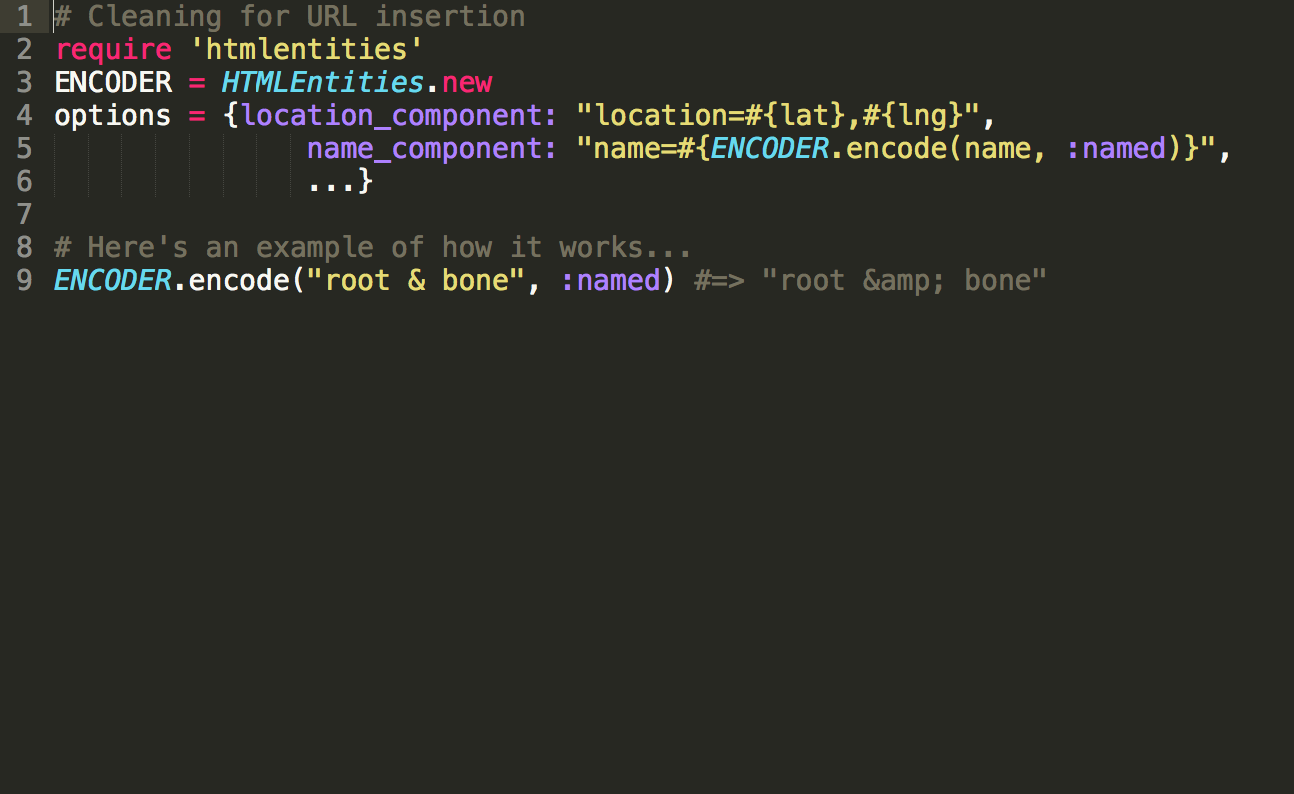 1 # Cleaning for URL insertion
2 require 'htmlentities'
3 ENCODER = HTMLEntities.new
4 options = {location_component: "location=#{lat},#{lng}",
5                name_component: "name=#{ENCODER.encode(name, :named)}",
6                ...}
7
8 # Here's an example of how it works...
9 ENCODER.encode("root & bone", :named) #=> "root &amp; bone"